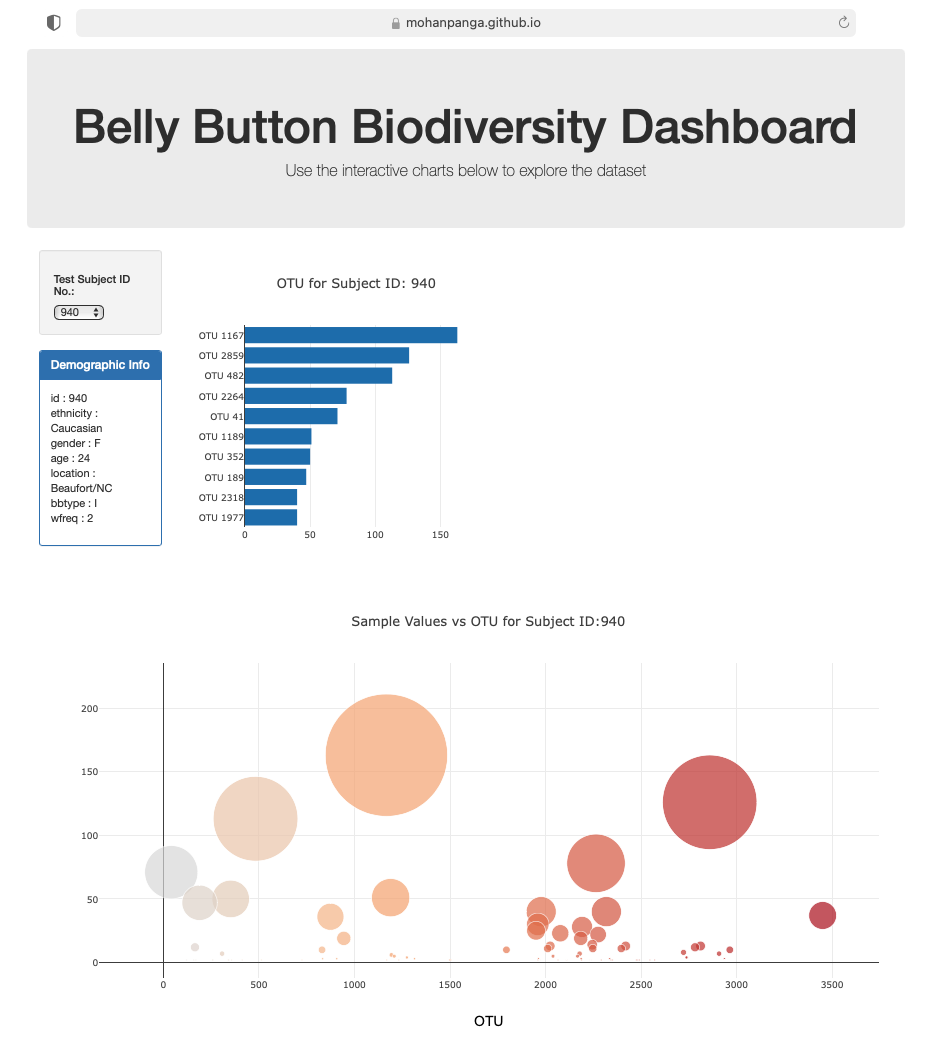 mohanpanga.github.io
Belly Button Biodiversity Dashboard
Use the interactive charts below to explore the dataset
Test Subject ID
No.:
940
Demographic Info
id : 940
ethnicity :
Caucasian
gender : F
age : 24
location :
Beaufort/NC
bbtype : I
wfreq : 2
OTU for Subject ID: 940
OTU 1167
OTU 2859
OTU 482
OTU 2264
OTU 41
OTU 1189
OTU 352
OTU 189
OTU 2318
OTU 1977
0 50 100 150
Sample Values vs OTU for Subject ID:940
200
150
100
50
0
0 500 1000 1500 2000 2500 3000 3500
OTU